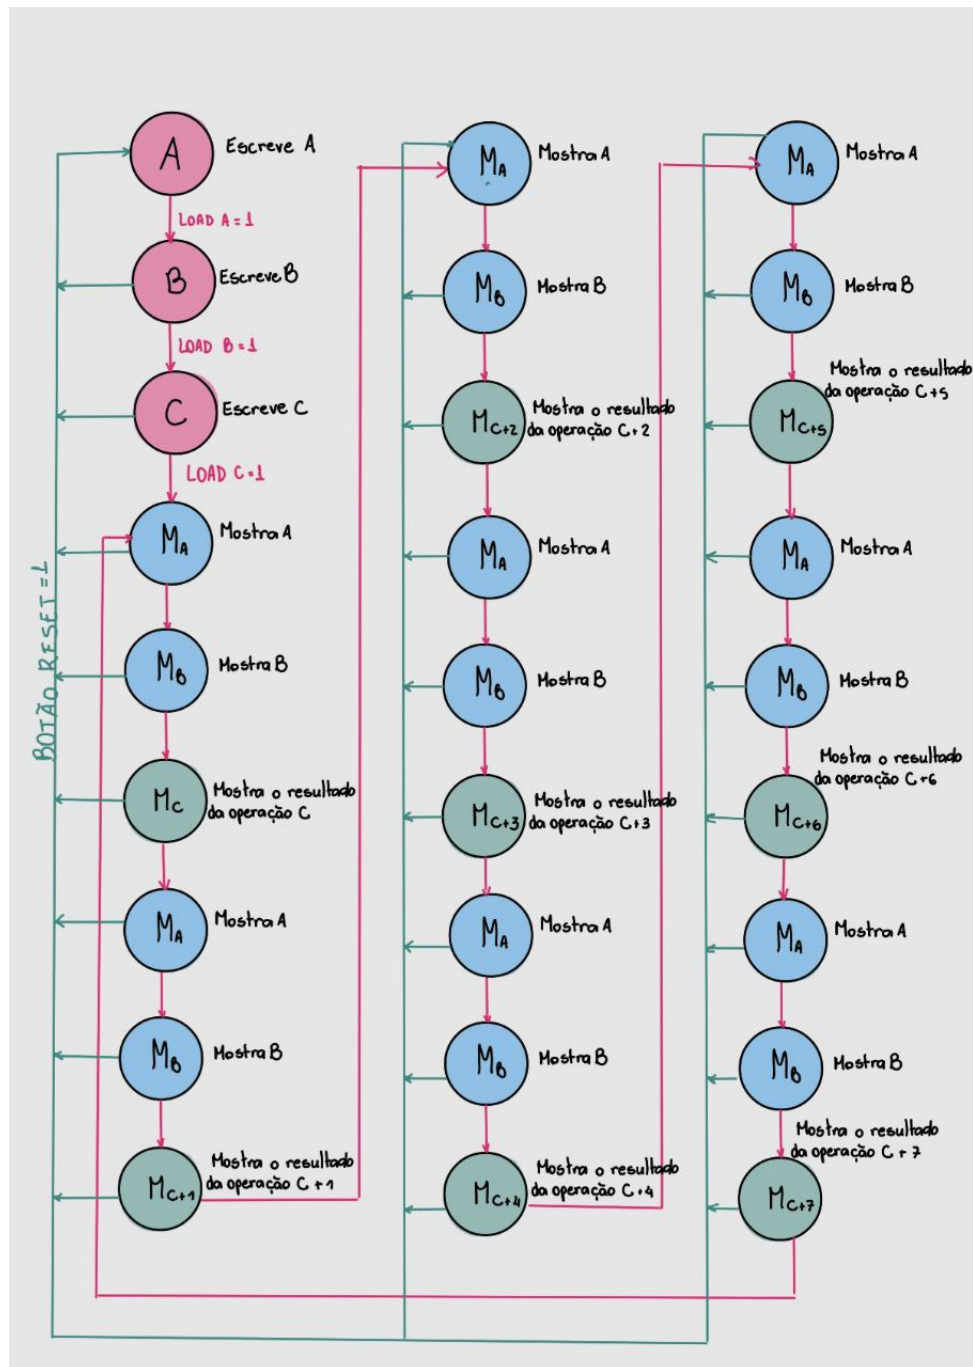 A
Escreve A
LOAD A=1
B
Escreve B
LOAD B=1
C
Escreve C
LOAD C=1
MA
Mostra A
MB
Mostra B
MC
Mostra o resultado
da operação C
MA
Mostra A
MB
Mostra B
MC+1
Mostra o resultado
da operação C+1
BOTÃO RESET=1
MA
Mostra A
MB
Mostra B
MC+2
Mostra o resultado
da operação C+2
MA
Mostra A
MB
Mostra B
MC+3
Mostra o resultado
da operação C+3
MA
Mostra A
MB
Mostra B
MC+4
Mostra o resultado
da operação C+4
MA
Mostra A
MB
Mostra B
Mostra o resultado
da operação C+5
MC+5
MA
Mostra A
MB
Mostra B
Mostra o resultado
da operação C+6
MC+6
MA
Mostra A
MB
Mostra B
Mostra o resultado
da operação C+7
MC+7